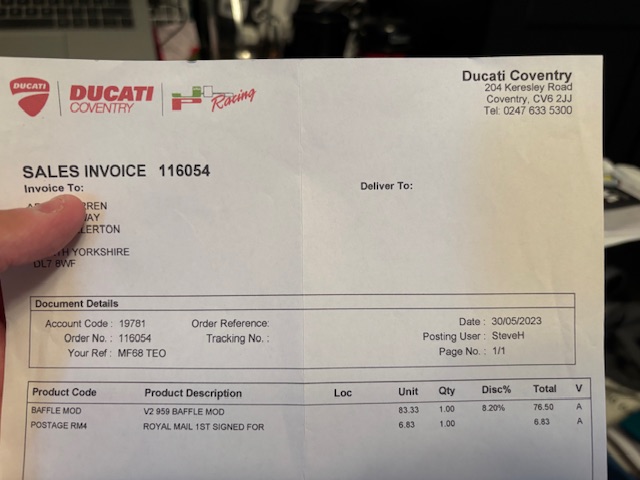 DUCATI
DUCATI
COVENTRY
Racing
Ducati Coventry
204 Keresley Road
Coventry, CV6 2JJ
Tel: 0247 633 5300
SALES INVOICE 116054
Invoice To:
Deliver To:
YORKSHIRE
DL7 8WF
Document Details
Account Code : 19781 Order Reference: Date : 30/05/2023
Order No. : 116054 Tracking No. : Posting User : SteveH
Your Ref : MF68 TEO Page No. : 1/1
Product Code Product Description Loc Unit Qty Disc% Total V
BAFFLE MOD V2 959 BAFFLE MOD 83.33 1.00 8.20% 76.50 A
POSTAGE RM4 ROYAL MAIL 1ST SIGNED FOR 6.83 1.00 6.83 A